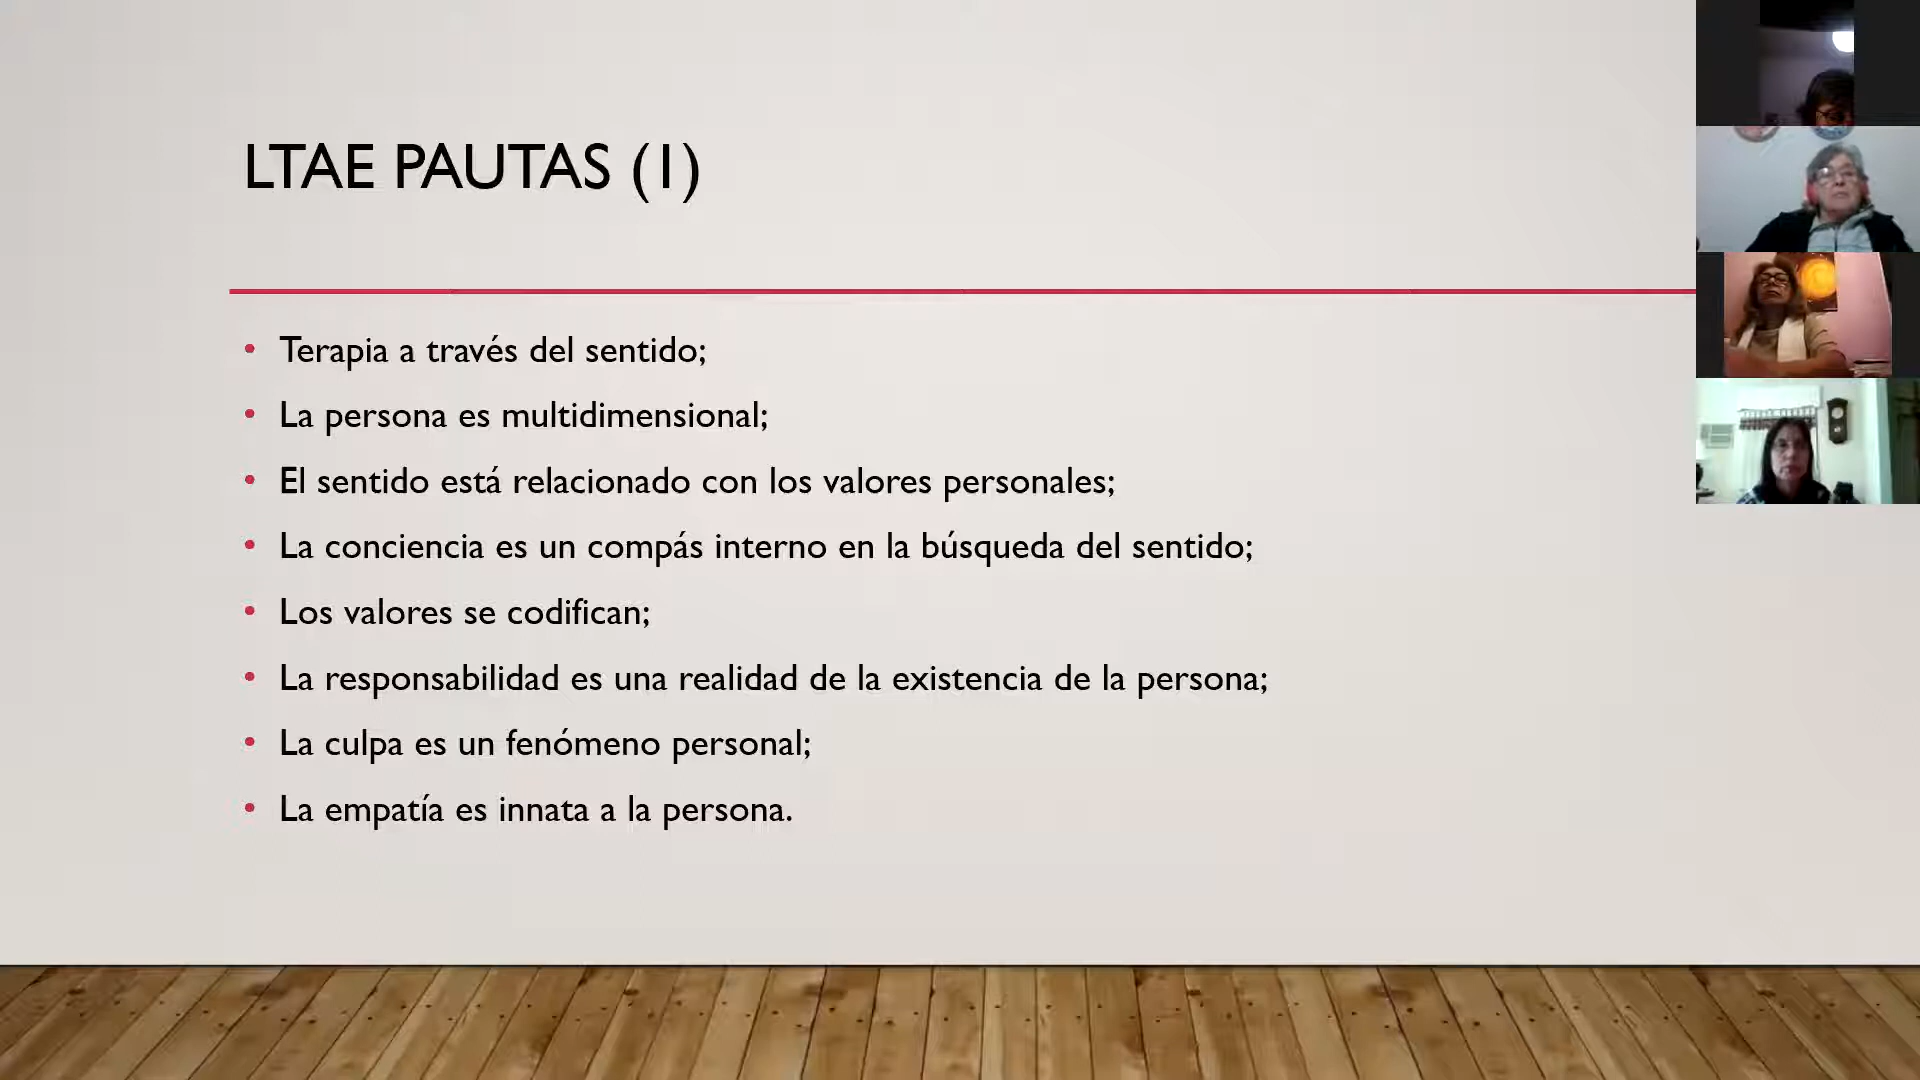 LTAE PAUTAS (1)
• Terapia a través del sentido;
• La persona es multidimensional;
• El sentido está relacionado con los valores personales;
• La conciencia es un compás interno en la búsqueda del sentido;
• Los valores se codifican;
• La responsabilidad es una realidad de la existencia de la persona;
• La culpa es un fenómeno personal;
• La empatía es innata a la persona.